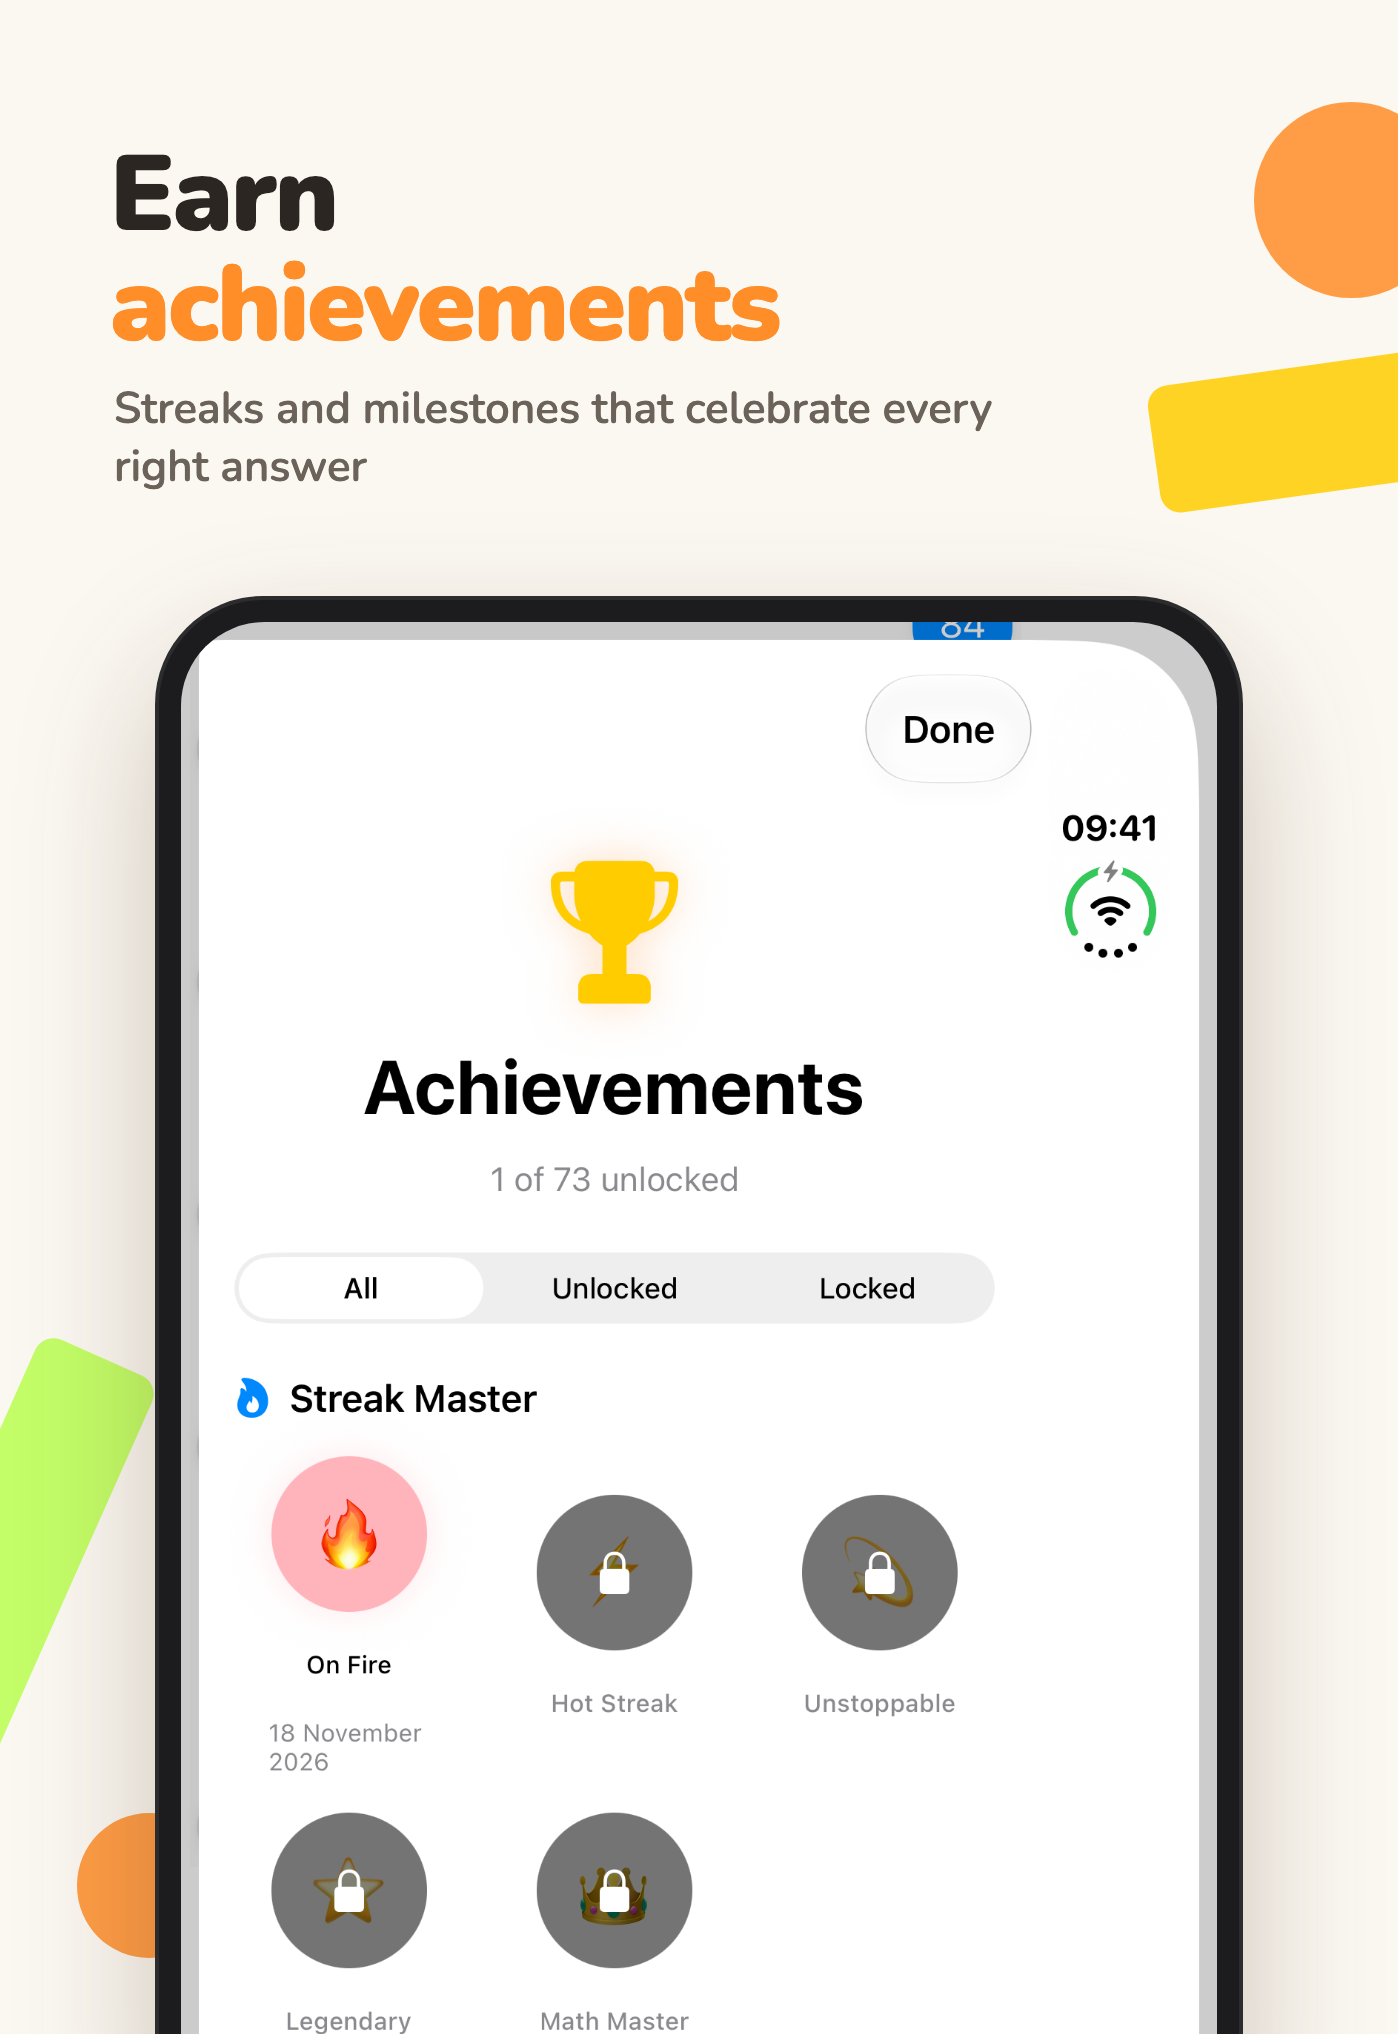 Earn
achievements
Streaks and milestones that celebrate every
right answer
84
Done
09:41
Achievements
1 of 73 unlocked
All Unlocked Locked
Streak Master
On Fire
18 November
2026
Hot Streak
Unstoppable
Legendary
Math Master